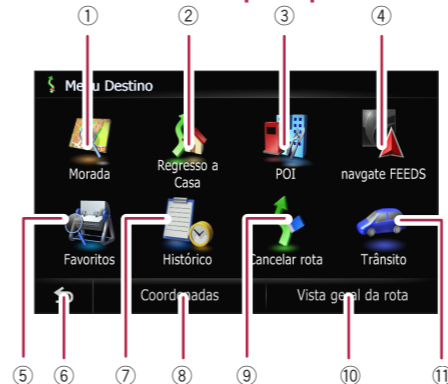 ① ② ③ ④
Menu Destino
Morada
Regresso a
Casa
POI
navgate FEEDS
Favoritos
Histórico
Cancelar rota
Trânsito
Coordenadas
Vista geral da rota
⑤ ⑥ ⑦ ⑧ ⑨ ⑩ ⑪